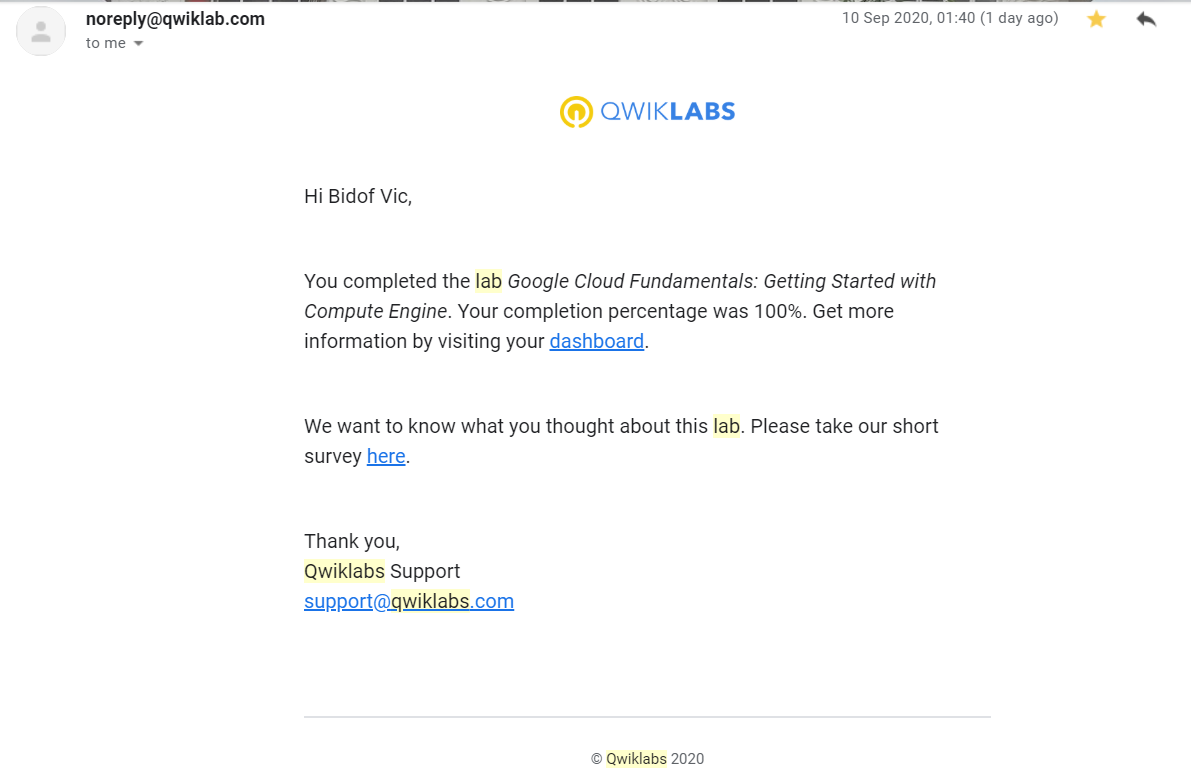 noreply@qwiklab.com
10 Sep 2020, 01:40 (1 day ago)
to me
QWIKLABS
Hi Bidof Vic,
You completed the lab Google Cloud Fundamentals: Getting Started with
Compute Engine. Your completion percentage was 100%. Get more
information by visiting your dashboard.
We want to know what you thought about this lab. Please take our short
survey here.
Thank you,
Qwiklabs Support
support@qwiklabs.com
© Qwiklabs 2020